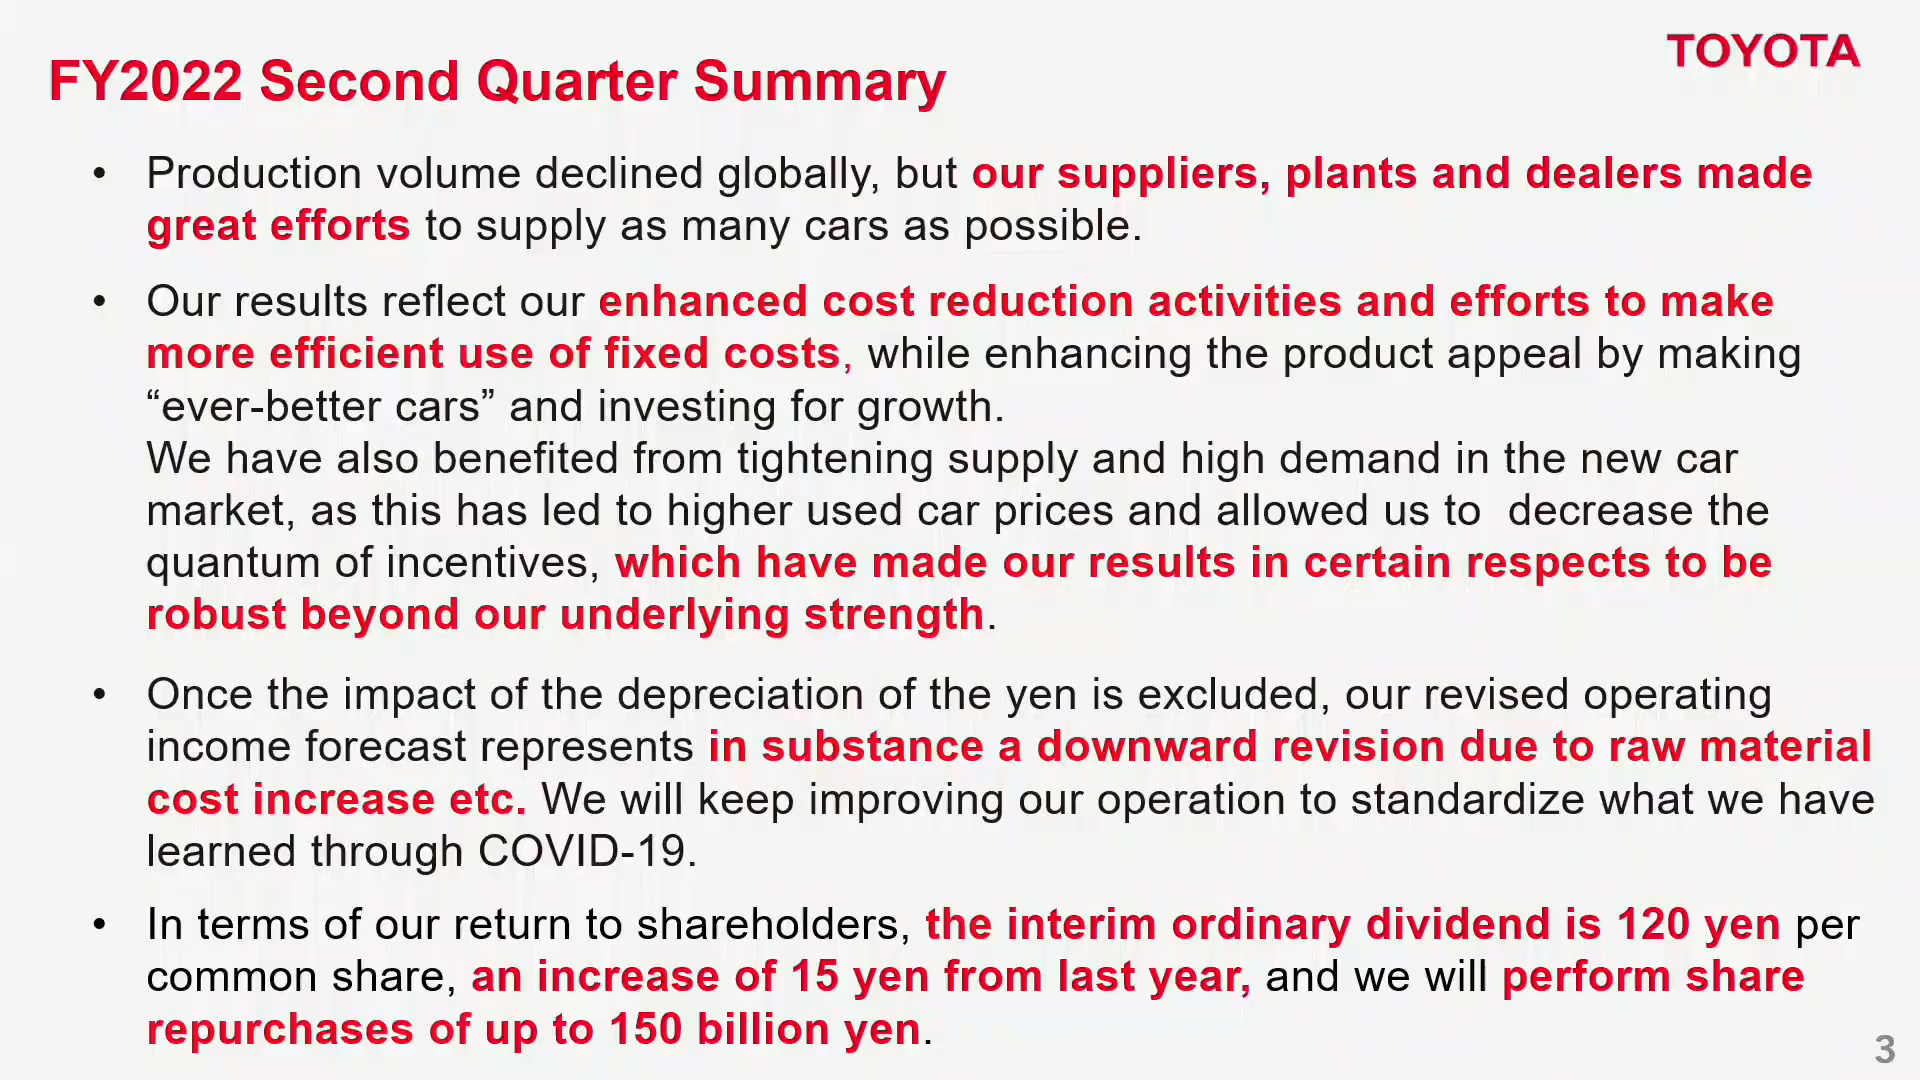 TOYOTA
FY2022 Second Quarter Summary
• Production volume declined globally, but our suppliers, plants and dealers made
great efforts to supply as many cars as possible.
• Our results reflect our enhanced cost reduction activities and efforts to make
more efficient use of fixed costs, while enhancing the product appeal by making
“ever-better cars” and investing for growth.
We have also benefited from tightening supply and high demand in the new car
market, as this has led to higher used car prices and allowed us to  decrease the
quantum of incentives, which have made our results in certain respects to be
robust beyond our underlying strength.
• Once the impact of the depreciation of the yen is excluded, our revised operating
income forecast represents in substance a downward revision due to raw material
cost increase etc. We will keep improving our operation to standardize what we have
learned through COVID-19.
• In terms of our return to shareholders, the interim ordinary dividend is 120 yen per
common share, an increase of 15 yen from last year, and we will perform share
repurchases of up to 150 billion yen.
3